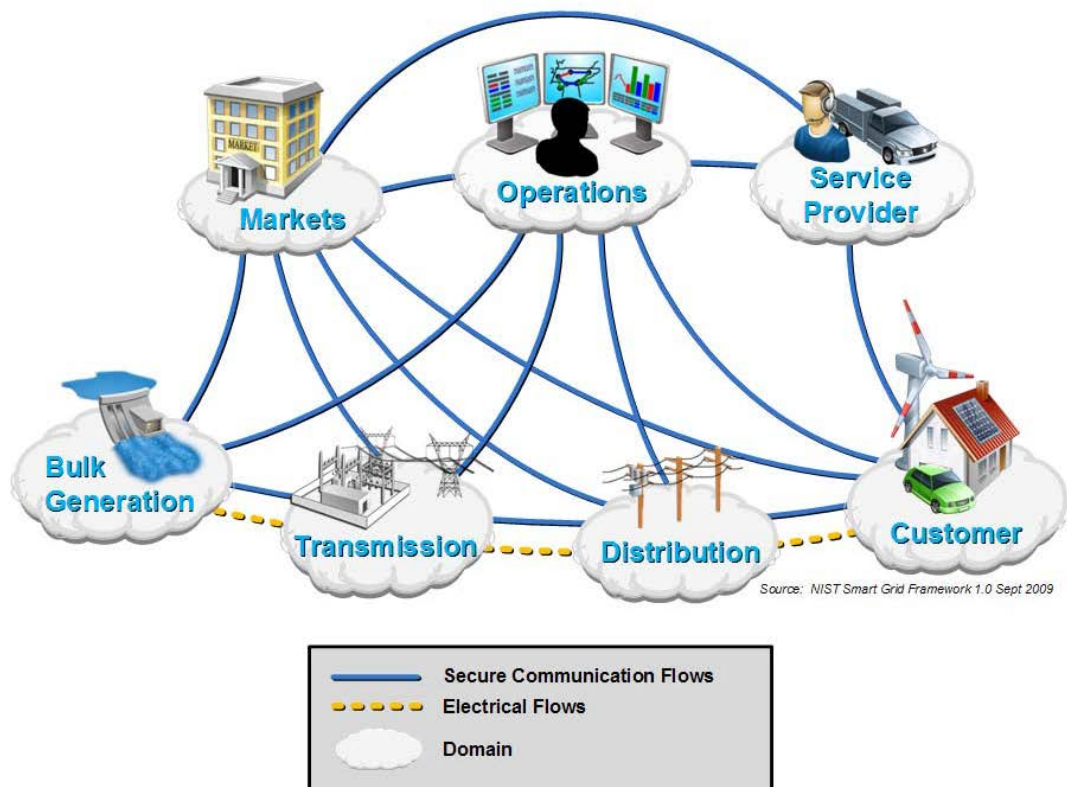 MARKET
Markets
Operations
Service
Provider
Bulk
Generation
Transmission
Distribution
Customer
Source: NIST Smart Grid Framework 1.0 Sept 2009
Secure Communication Flows
Electrical Flows
Domain